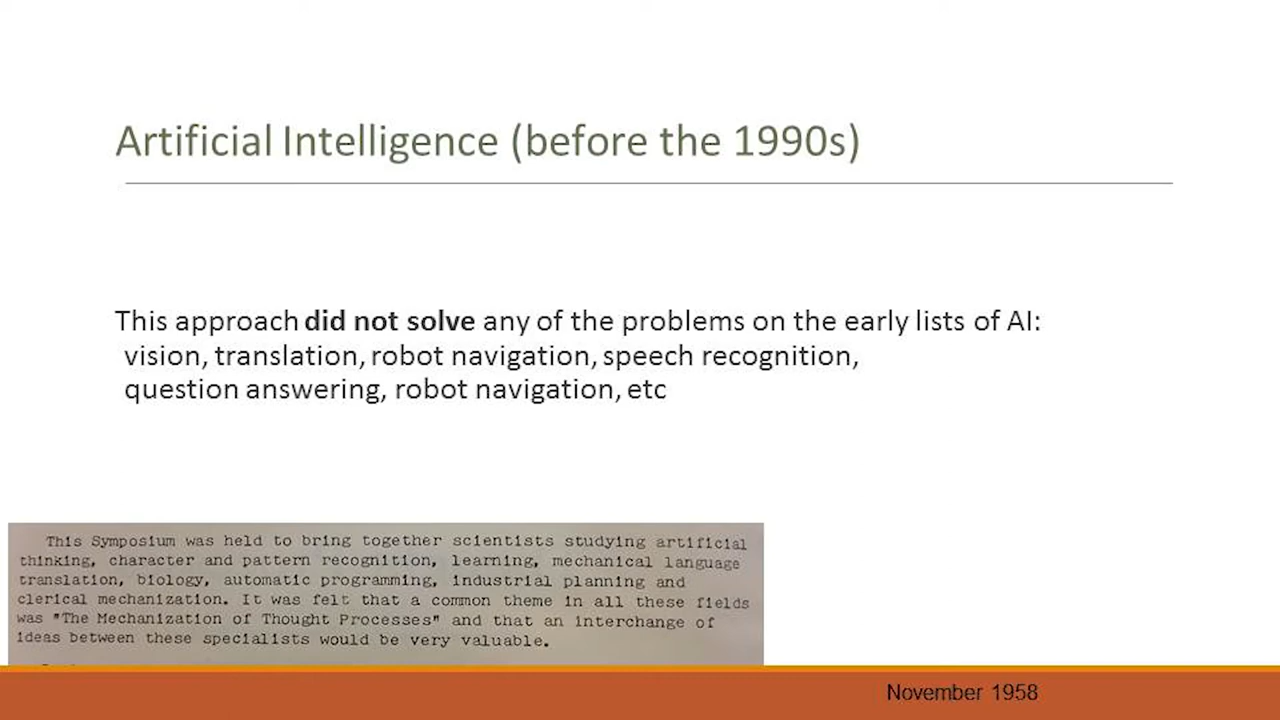 Artificial Intelligence (before the 1990s)
This approach did not solve any of the problems on the early lists of AI:
vision, translation, robot navigation, speech recognition,
question answering, robot navigation, etc
This Symposium was held to bring together scientists studying artificial
thinking, character and pattern recognition, learning, mechanical language
translation, biology, automatic programming, industrial planning and
clerical mechanization. It was felt that a common theme in all these fields
was "The Mechanization of Thought Processes" and that an interchange of
ideas between these specialists would be very valuable.
November 1958